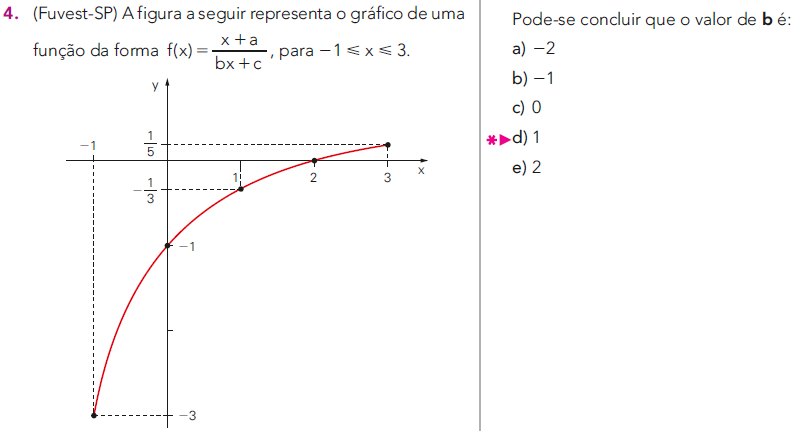 4. (Fuvest-SP) A figura a seguir representa o gráfico de uma
função da forma f(x) = (x + a)/(bx + c), para −1 ⩽ x ⩽ 3.
y
−1
1/5
1
2
3
x
−1/3
−1
−3
Pode-se concluir que o valor de b é:
a) −2
b) −1
c) 0
*▶d) 1
e) 2